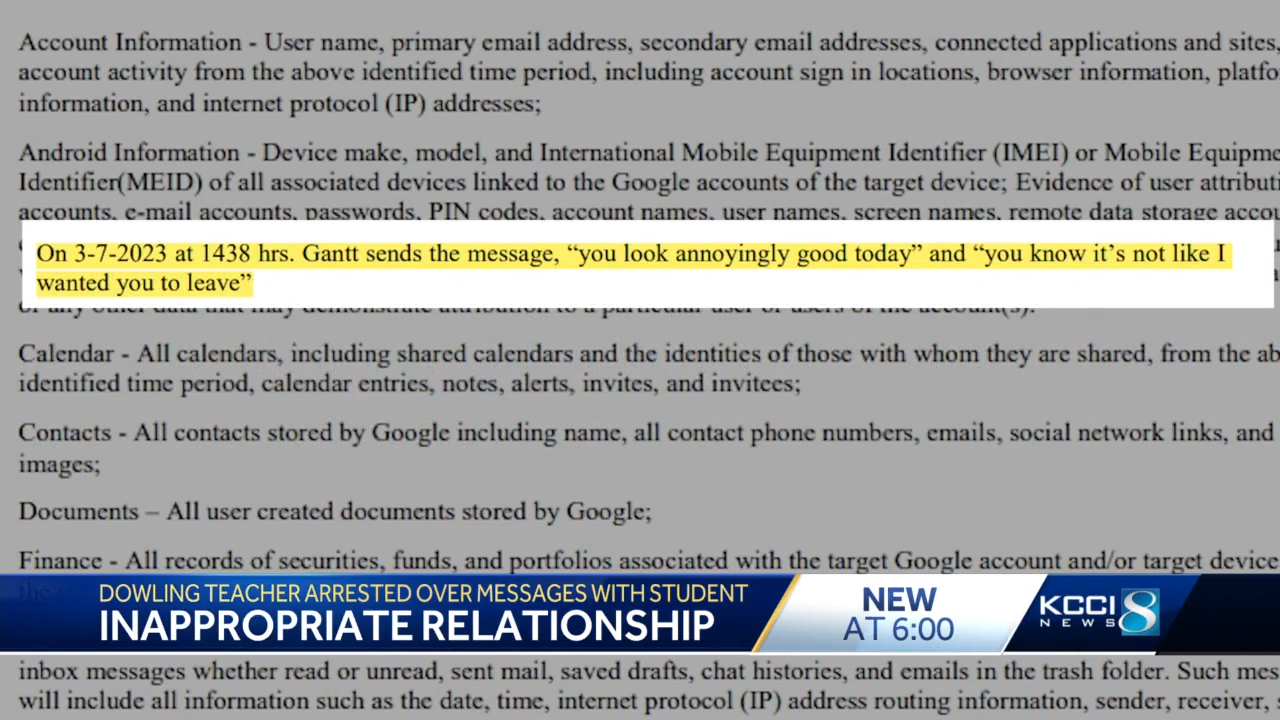 Account Information - User name, primary email address, secondary email addresses, connected applications and sites,
account activity from the above identified time period, including account sign in locations, browser information,
information, and internet protocol (IP) addresses;
Android Information - Device make, model, and International Mobile Equipment Identifier (IMEI) or Mobile
Identifier(MEID) of all associated devices linked to the Google accounts of the target device; Evidence of user
accounts, e-mail accounts, passwords, PIN codes, account names, user names, screen names, remote data storage
On 3-7-2023 at 1438 hrs. Gantt sends the message, “you look annoyingly good today” and “you know it’s not like I
wanted you to leave”
or any other data that may demonstrate attribution to a particular user or users of the account(s).
Calendar - All calendars, including shared calendars and the identities of those with whom they are shared, from the
identified time period, calendar entries, notes, alerts, invites, and invitees;
Contacts - All contacts stored by Google including name, all contact phone numbers, emails, social network links, and
images;
Documents – All user created documents stored by Google;
Finance - All records of securities, funds, and portfolios associated with the target Google account and/or target device
the
DOWLING TEACHER ARRESTED OVER MESSAGES WITH STUDENT
INAPPROPRIATE RELATIONSHIP
NEW
AT 6:00
KCCI 8
NEWS
inbox messages whether read or unread, sent mail, saved drafts, chat histories, and emails in the trash folder. Such
will include all information such as the date, time, internet protocol (IP) address routing information, sender, receiver,